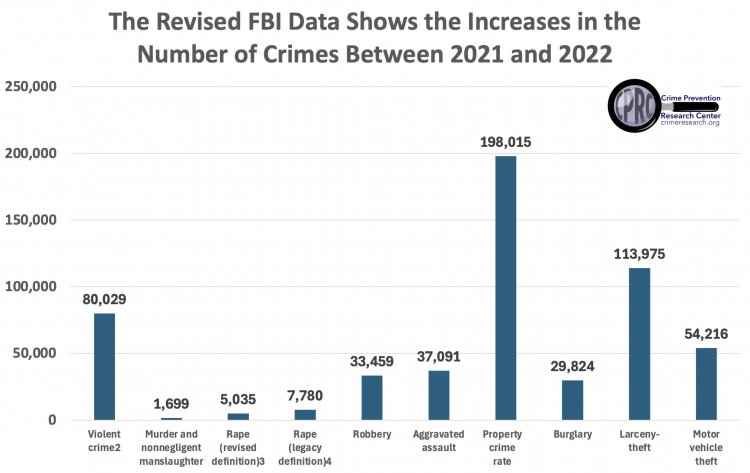 The Revised FBI Data Shows the Increases in the
Number of Crimes Between 2021 and 2022
250,000
200,000
150,000
100,000
50,000
0
CPRC
Crime Prevention
Research Center
crimeresearch.org
80,029
1,699
5,035
7,780
33,459
37,091
198,015
29,824
113,975
54,216
Violent
crime2
Murder and
nonnegligent
manslaughter
Rape
(revised
definition)3
Rape
(legacy
definition)4
Robbery
Aggravated
assault
Property
crime
rate
Burglary
Larceny-
theft
Motor
vehicle
theft